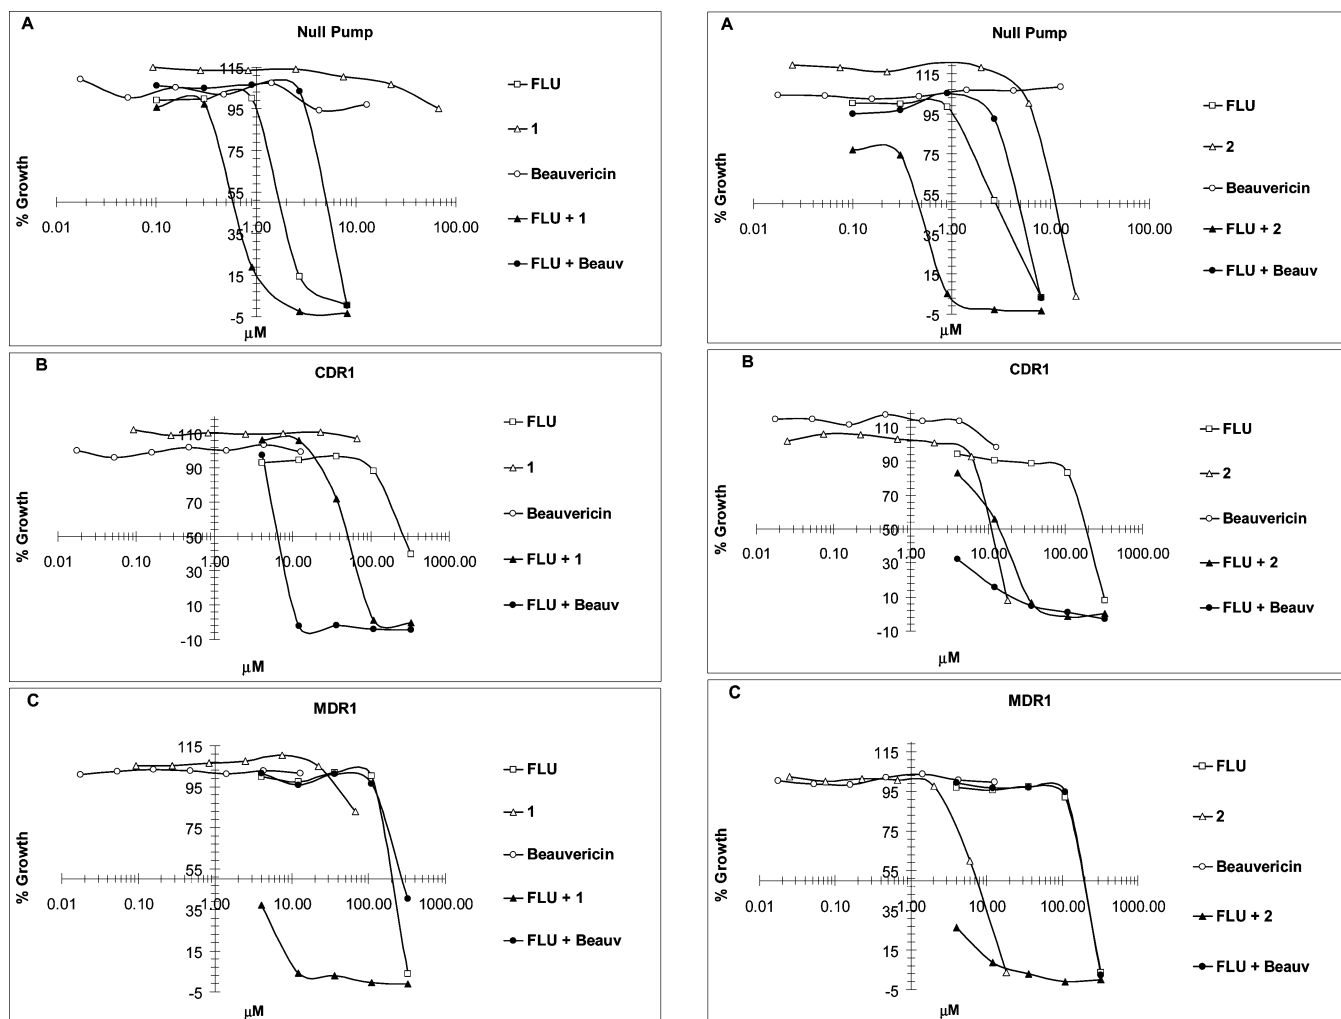 A
Null Pump
115
95
75
55
35
15
-5
0.01
0.10
1.00
10.00
100.00
% Growth
μM
FLU
1
Beauvericin
FLU + 1
FLU + Beauv
B
CDR1
110
90
70
50
30
10
-10
0.01
0.10
1.00
10.00
100.00
1000.00
% Growth
μM
FLU
1
Beauvericin
FLU + 1
FLU + Beauv
C
MDR1
115
95
75
55
35
15
-5
0.01
0.10
1.00
10.00
100.00
1000.00
% Growth
μM
FLU
1
Beauvericin
FLU + 1
FLU + Beauv
A
Null Pump
115
95
75
55
35
15
-5
0.01
0.10
1.00
10.00
100.00
% Growth
μM
FLU
2
Beauvericin
FLU + 2
FLU + Beauv
B
CDR1
110
90
70
50
30
10
-10
0.01
0.10
1.00
10.00
100.00
1000.00
% Growth
μM
FLU
2
Beauvericin
FLU + 2
FLU + Beauv
C
MDR1
115
95
75
55
35
15
-5
0.01
0.10
1.00
10.00
100.00
1000.00
% Growth
μM
FLU
2
Beauvericin
FLU + 2
FLU + Beauv